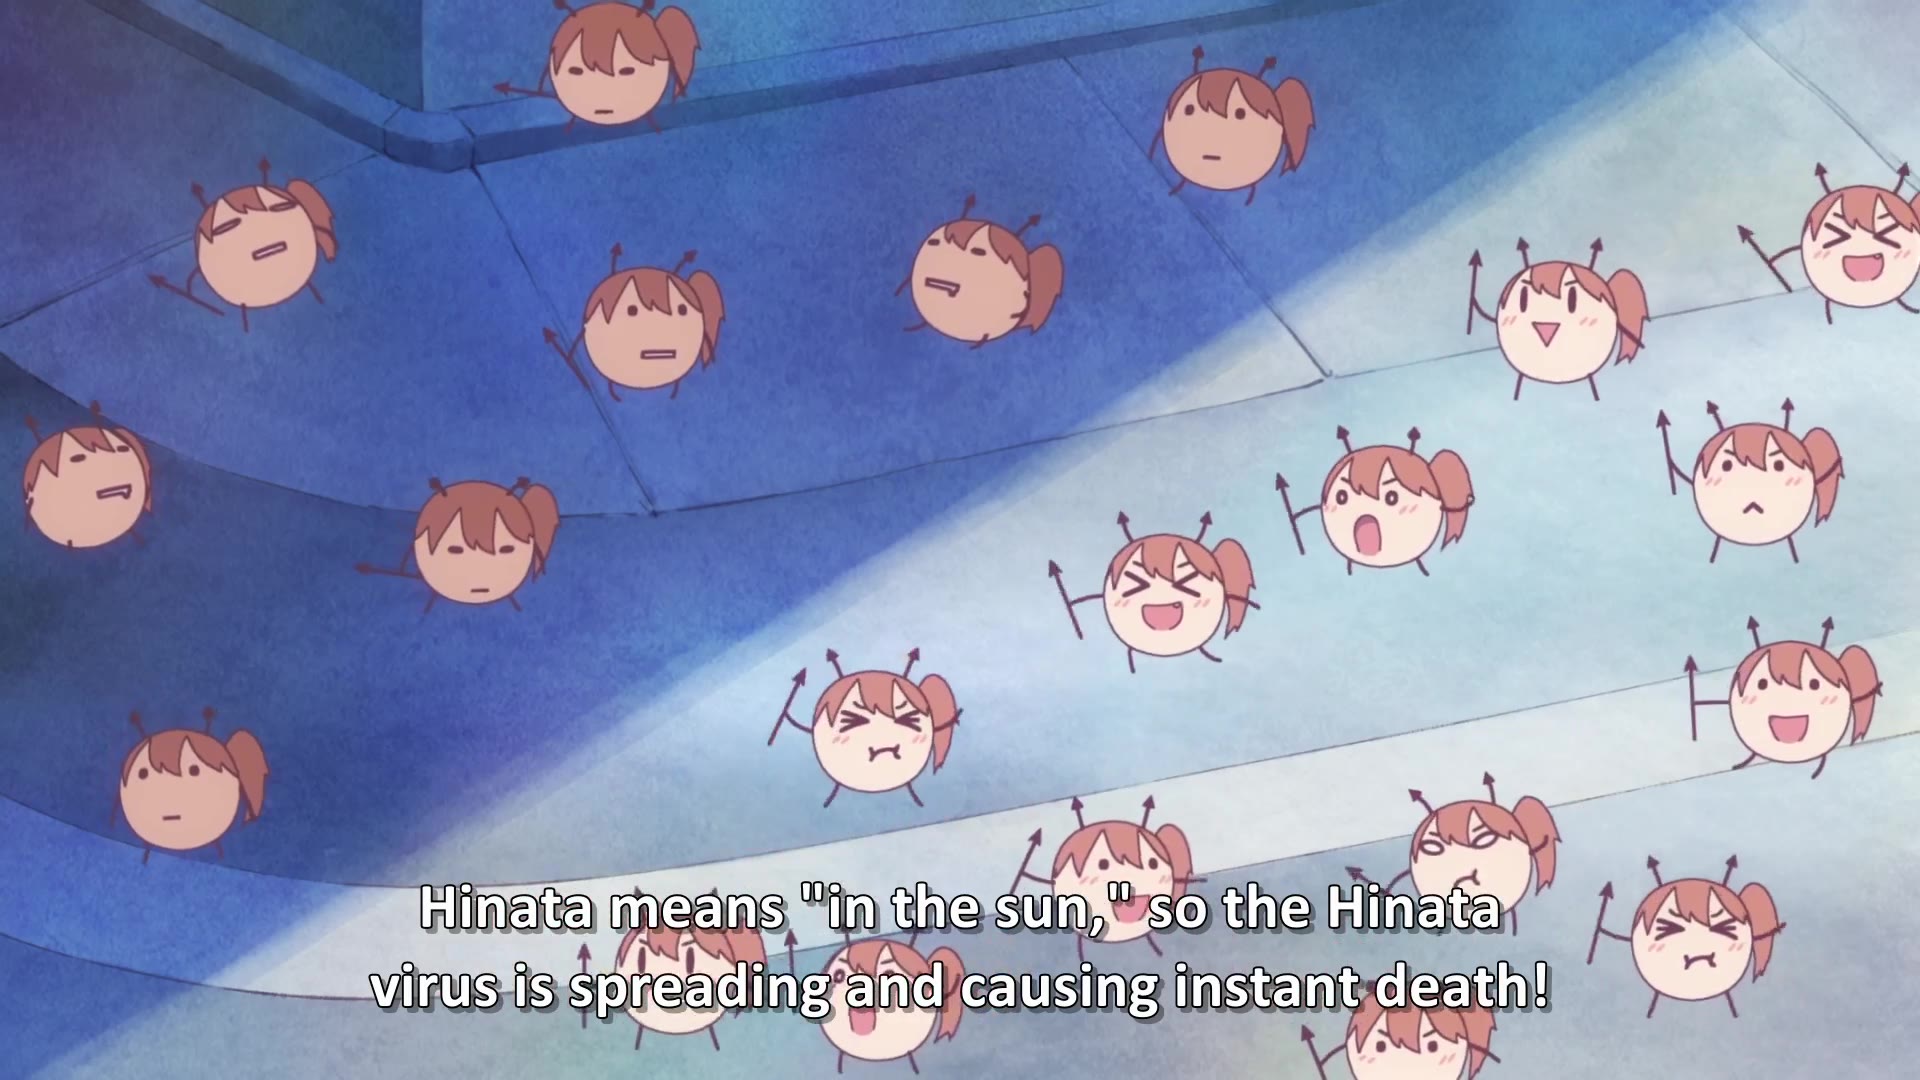 Hinata means "in the sun," so the Hinata
virus is spreading and causing instant death!